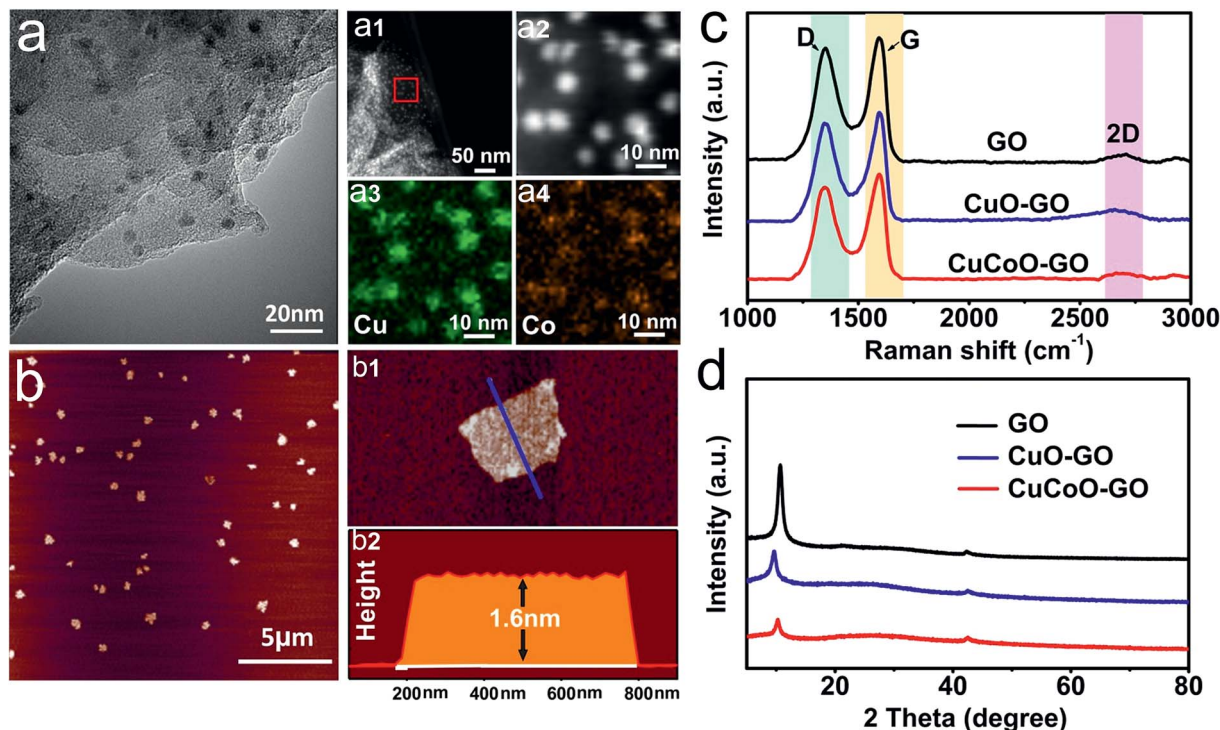 a
20nm
a1
50 nm
a2
10 nm
a3
Cu
10 nm
a4
Co
10 nm
b
5μm
b1
b2
Height
1.6nm
200nm 400nm 600nm 800nm
c
Intensity (a.u.)
D
G
2D
GO
CuO-GO
CuCoO-GO
1000 1500 2000 2500 3000
Raman shift (cm⁻¹)
d
Intensity (a.u.)
GO
CuO-GO
CuCoO-GO
20 40 60 80
2 Theta (degree)